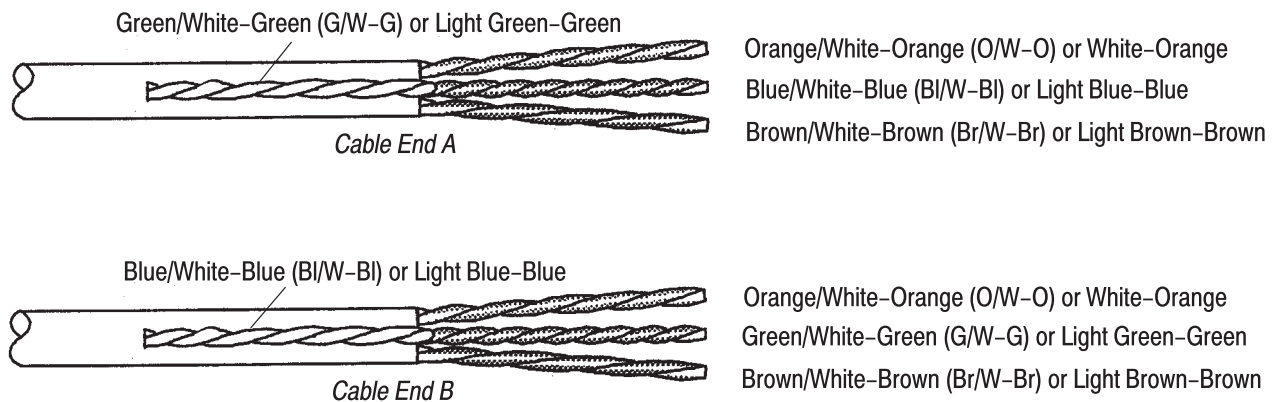 Green/White–Green (G/W–G) or Light Green–Green
Orange/White–Orange (O/W–O) or White–Orange
Blue/White–Blue (Bl/W–Bl) or Light Blue–Blue
Brown/White–Brown (Br/W–Br) or Light Brown–Brown
Cable End A
Blue/White–Blue (Bl/W–Bl) or Light Blue–Blue
Orange/White–Orange (O/W–O) or White–Orange
Green/White–Green (G/W–G) or Light Green–Green
Brown/White–Brown (Br/W–Br) or Light Brown–Brown
Cable End B